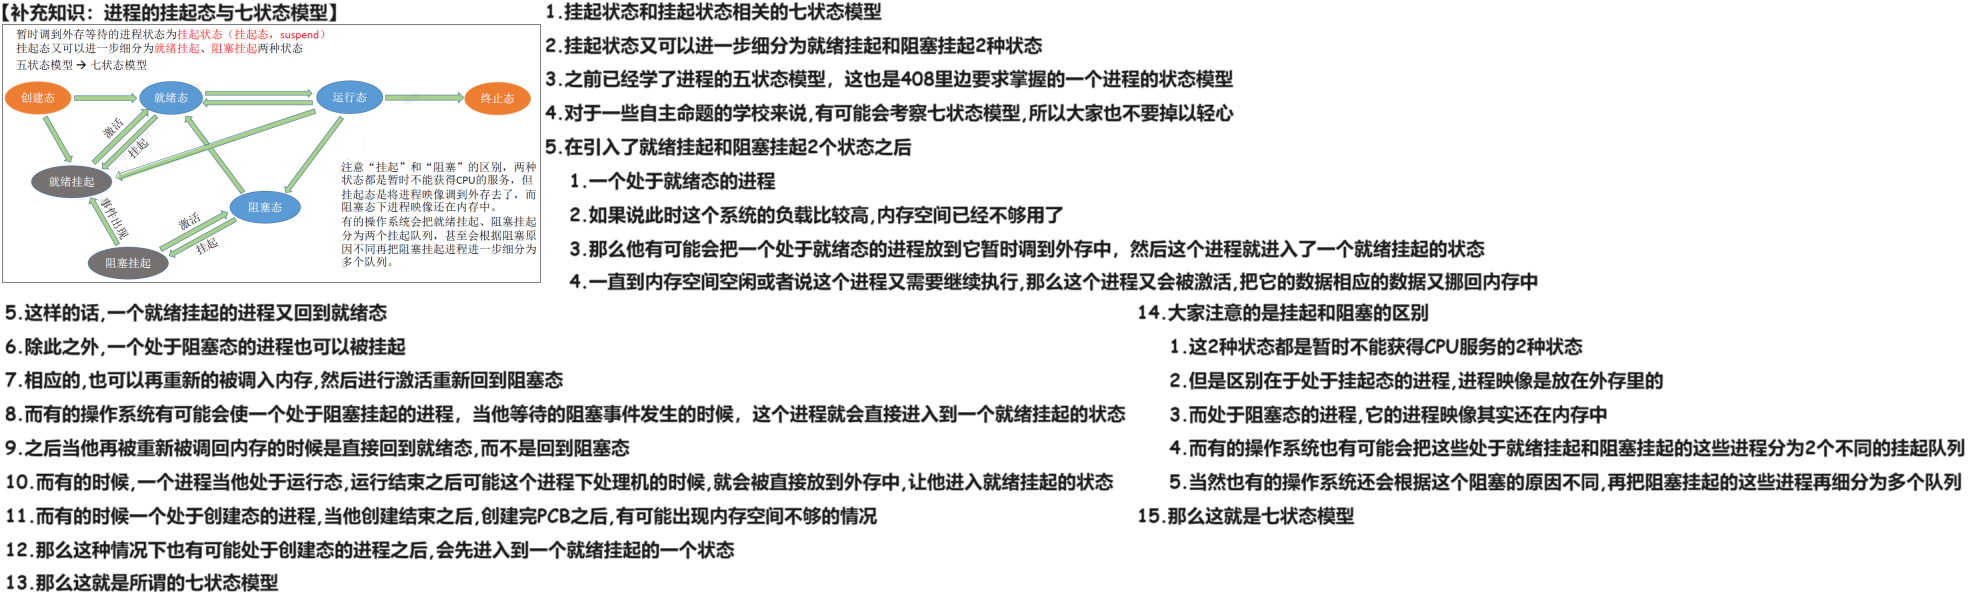 【补充知识：进程的挂起态与七状态模型】
暂时调到外存等待的进程状态为挂起状态（挂起态，suspend）
挂起态又可以进一步细分为就绪挂起、阻塞挂起两种状态
五状态模型→七状态模型
创建态
就绪态
运行态
终止态
激活
挂起
就绪挂起
事件出现
阻塞态
激活
挂起
阻塞挂起
注意“挂起”和“阻塞”的区别，两种
状态都是暂时不能获得CPU的服务，但
挂起态是将进程映像调到外存去了，而
阻塞态下进程映像还在内存中。
有的操作系统会把就绪挂起、阻塞挂起
分为两个挂起队列，甚至会根据阻塞原
因不同再把阻塞挂起进程进一步细分为
多个队列。
1.挂起状态和挂起状态相关的七状态模型
2.挂起状态又可以进一步细分为就绪挂起和阻塞挂起2种状态
3.之前已经学了进程的五状态模型，这也是408里边要求掌握的一个进程的状态模型
4.对于一些自主命题的学校来说,有可能会考察七状态模型,所以大家也不要掉以轻心
5.在引入了就绪挂起和阻塞挂起2个状态之后
1.一个处于就绪态的进程
2.如果说此时这个系统的负载比较高,内存空间已经不够用了
3.那么他有可能会把一个处于就绪态的进程放到它暂时调到外存中，然后这个进程就进入了一个就绪挂起的状态
4.一直到内存空间空闲或者说这个进程又需要继续执行,那么这个进程又会被激活,把它的数据相应的数据又挪回内存中
5.这样的话,一个就绪挂起的进程又回到就绪态
6.除此之外,一个处于阻塞态的进程也可以被挂起
7.相应的,也可以再重新的被调入内存,然后进行激活重新回到阻塞态
8.而有的操作系统有可能会使一个处于阻塞挂起的进程，当他等待的阻塞事件发生的时候，这个进程就会直接进入到一个就绪挂起的状态
9.之后当他再被重新被调回内存的时候是直接回到就绪态,而不是回到阻塞态
10.而有的时候,一个进程当他处于运行态,运行结束之后可能这个进程下处理机的时候,就会被直接放到外存中,让他进入就绪挂起的状态
11.而有的时候一个处于创建态的进程,当他创建结束之后,创建完PCB之后,有可能出现内存空间不够的情况
12.那么这种情况下也有可能处于创建态的进程之后,会先进入到一个就绪挂起的一个状态
13.那么这就是所谓的七状态模型
14.大家注意的是挂起和阻塞的区别
1.这2种状态都是暂时不能获得CPU服务的2种状态
2.但是区别在于处于挂起态的进程,进程映像是放在外存里的
3.而处于阻塞态的进程,它的进程映像其实还在内存中
4.而有的操作系统也有可能会把这些处于就绪挂起和阻塞挂起的这些进程分为2个不同的挂起队列
5.当然也有的操作系统还会根据这个阻塞的原因不同,再把阻塞挂起的这些进程再细分为多个队列
15.那么这就是七状态模型